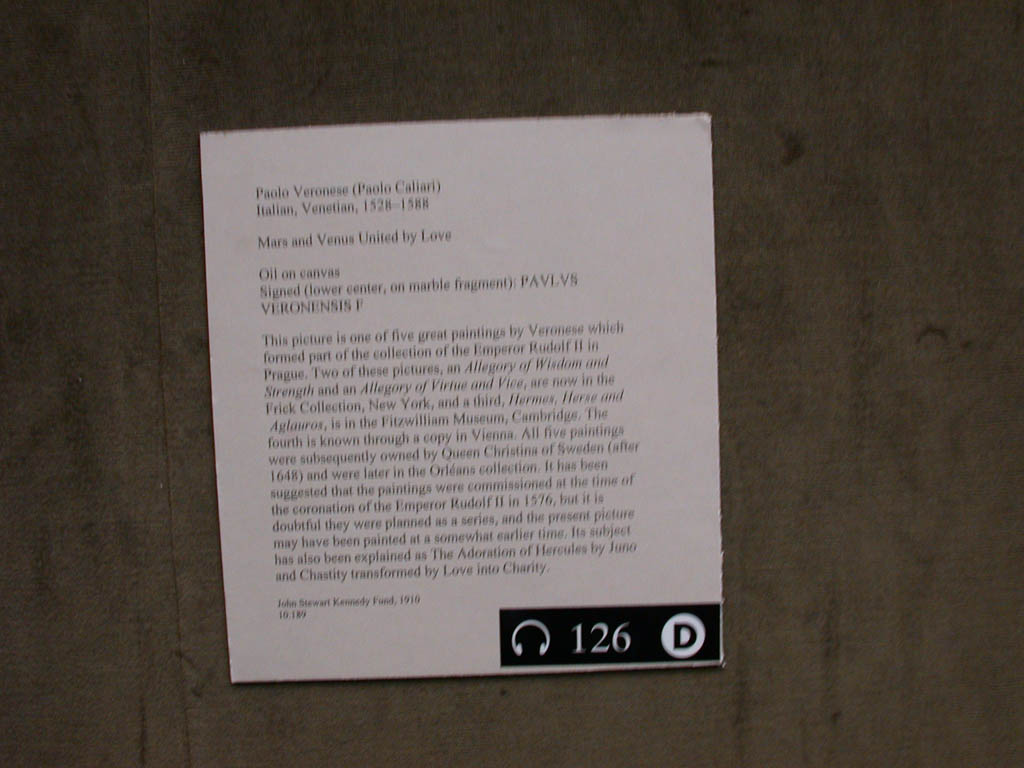 Paolo Veronese (Paolo Caliari)
Italian, Venetian, 1528–1588
Mars and Venus United by Love
Oil on canvas
Signed (lower center, on marble fragment): PAVLVS
VERONENSIS F
This picture is one of five great paintings by Veronese which
formed part of the collection of the Emperor Rudolf II in
Prague. Two of these pictures, an Allegory of Wisdom and
Strength and an Allegory of Virtue and Vice, are now in the
Frick Collection, New York, and a third, Hermes, Herse and
Aglauros, is in the Fitzwilliam Museum, Cambridge. The
fourth is known through a copy in Vienna. All five paintings
were subsequently owned by Queen Christina of Sweden (after
1648) and were later in the Orléans collection. It has been
suggested that the paintings were commissioned at the time of
the coronation of the Emperor Rudolf II in 1576, but it is
doubtful they were planned as a series, and the present picture
may have been painted at a somewhat earlier time. Its subject
has also been explained as The Adoration of Hercules by Juno
and Chastity transformed by Love into Charity.
John Stewart Kennedy Fund, 1910
10.189
126 D